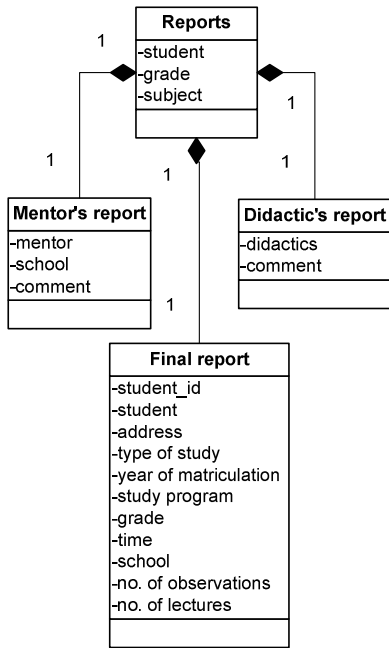 Reports
-student
-grade
-subject
1
1
1
1
1
1
Mentor's report
-mentor
-school
-comment
Didactic's report
-didactics
-comment
Final report
-student_id
-student
-address
-type of study
-year of matriculation
-study program
-grade
-time
-school
-no. of observations
-no. of lectures